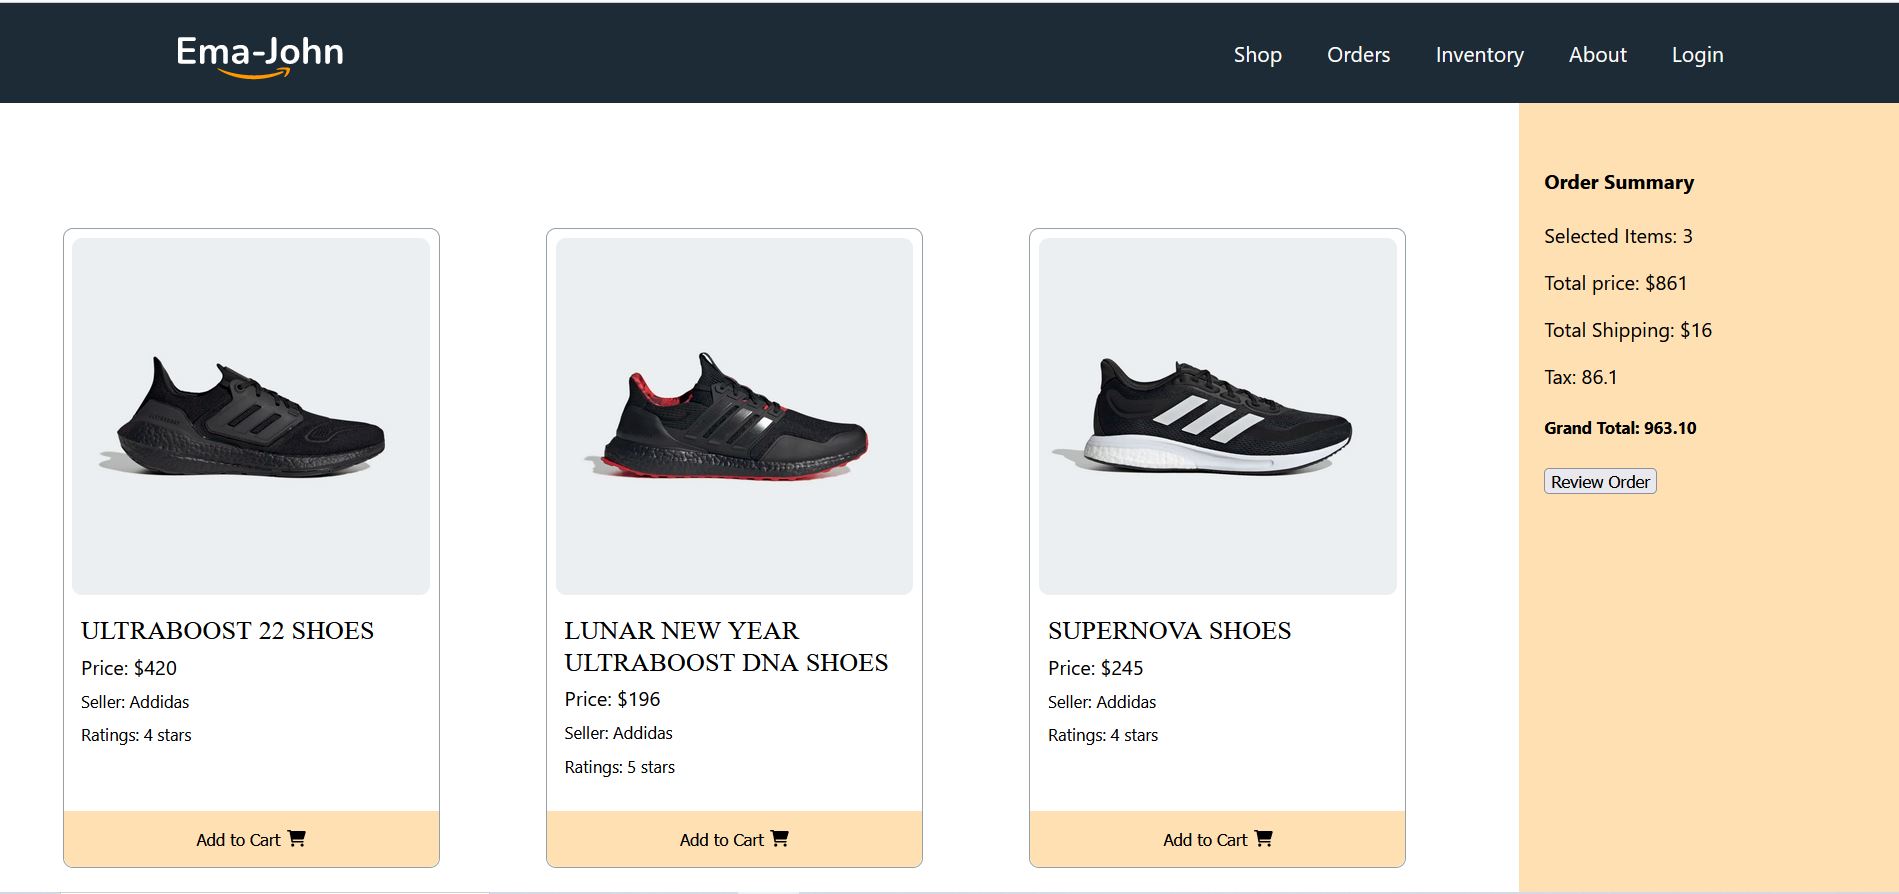 Ema-John
Shop
Orders
Inventory
About
Login
ULTRABOOST 22 SHOES
Price: $420
Seller: Addidas
Ratings: 4 stars
Add to Cart
LUNAR NEW YEAR
ULTRABOOST DNA SHOES
Price: $196
Seller: Addidas
Ratings: 5 stars
Add to Cart
SUPERNOVA SHOES
Price: $245
Seller: Addidas
Ratings: 4 stars
Add to Cart
Order Summary
Selected Items: 3
Total price: $861
Total Shipping: $16
Tax: 86.1
Grand Total: 963.10
Review Order